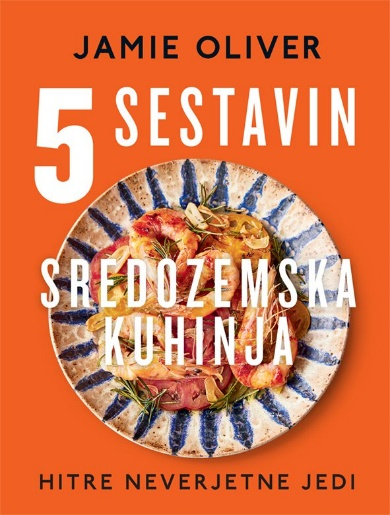 JAMIE OLIVER
5 SESTAVIN
SREDOZEMSKA
KUHINJA
HITRE NEVERJETNE JEDI